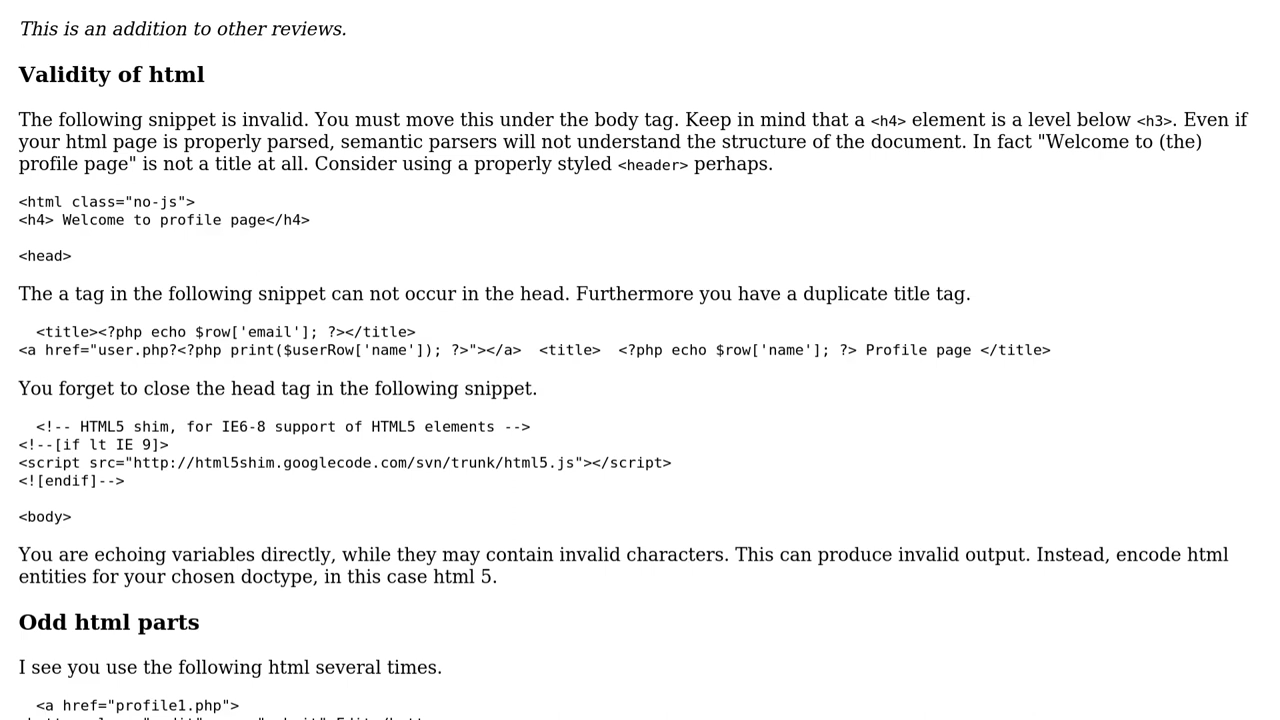 This is an addition to other reviews.
Validity of html
The following snippet is invalid. You must move this under the body tag. Keep in mind that a <h4> element is a level below <h3>. Even if
your html page is properly parsed, semantic parsers will not understand the structure of the document. In fact "Welcome to (the)
profile page" is not a title at all. Consider using a properly styled <header> perhaps.
<html class="no-js">
<h4> Welcome to profile page</h4>
<head>
The a tag in the following snippet can not occur in the head. Furthermore you have a duplicate title tag.
<title><?php echo $row['email']; ?></title>
<a href="user.php?<?php print($userRow['name']); ?>"></a>  <title>  <?php echo $row['name']; ?> Profile page </title>
You forget to close the head tag in the following snippet.
<!-- HTML5 shim, for IE6-8 support of HTML5 elements -->
<!--[if lt IE 9]>
<script src="http://html5shim.googlecode.com/svn/trunk/html5.js"></script>
<![endif]-->
<body>
You are echoing variables directly, while they may contain invalid characters. This can produce invalid output. Instead, encode html
entities for your chosen doctype, in this case html 5.
Odd html parts
I see you use the following html several times.
<a href="profile1.php">